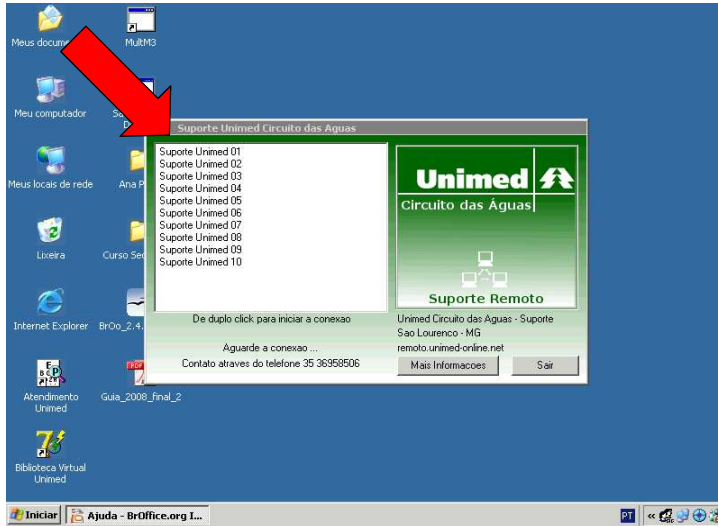 Meus docume
MultM3
Meu computador
Meus locais de rede
Ana P
Lixeira
Curso Sec
Internet Explorer
BrOo_2.4.
Atendimento
Unimed
Guia_2008_final_2
Biblioteca Virtual
Unimed
Suporte Unimed Circuito das Aguas
Suporte Unimed 01
Suporte Unimed 02
Suporte Unimed 03
Suporte Unimed 04
Suporte Unimed 05
Suporte Unimed 06
Suporte Unimed 07
Suporte Unimed 08
Suporte Unimed 09
Suporte Unimed 10
De duplo click para iniciar a conexao
Aguarde a conexao ...
Contato atraves do telefone 35 36958506
Unimed
Circuito das Águas
Suporte Remoto
Unimed Circuito das Aguas - Suporte
Sao Lourenco - MG
remoto.unimed-online.net
Mais Informacoes
Sair
Iniciar
Ajuda - BrOffice.org I...
PT